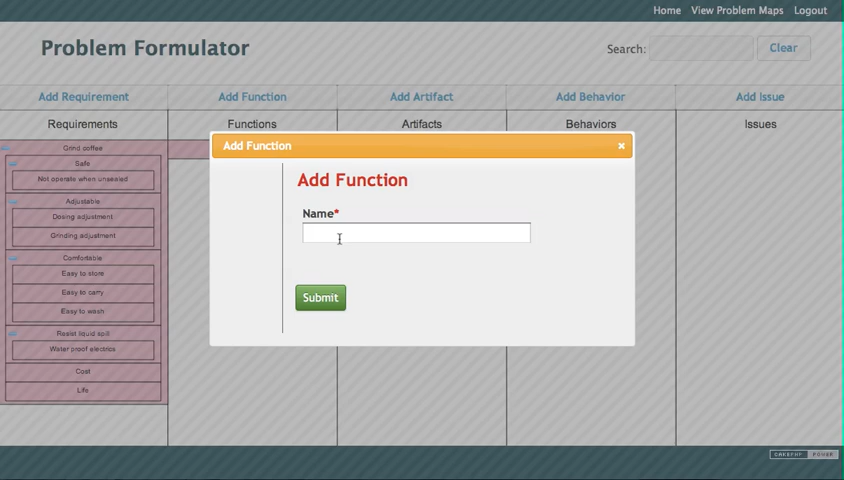 Home View Problem Maps Logout
Problem Formulator
Search:
Clear
Add Requirement Add Function Add Artifact Add Behavior Add Issue
Requirements Functions Artifacts Behaviors Issues
Add Function ×
Add Function
Name*
Submit
Grind coffee
Safe
Not operate when unsealed
Adjustable
Dosing adjustment
Grinding adjustment
Comfortable
Easy to store
Easy to carry
Easy to wash
Resist liquid spill
Water proof electrics
Cost
Life
CAKEPHP POWER